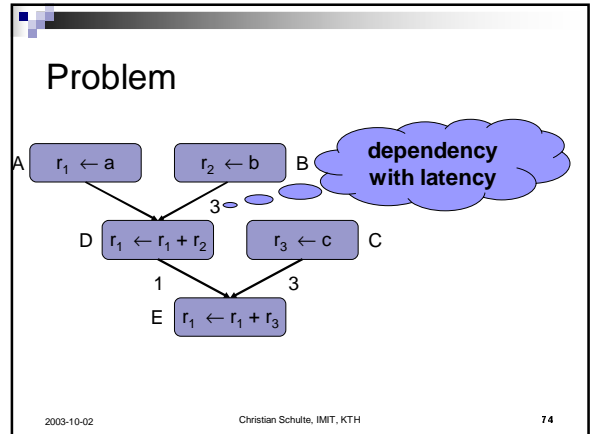 Problem
A r₁ ← a r₂ ← b B
dependency
with latency
3
D r₁ ← r₁ + r₂ r₃ ← c C
1 3
E r₁ ← r₁ + r₃
2003-10-02 Christian Schulte, IMIT, KTH 74